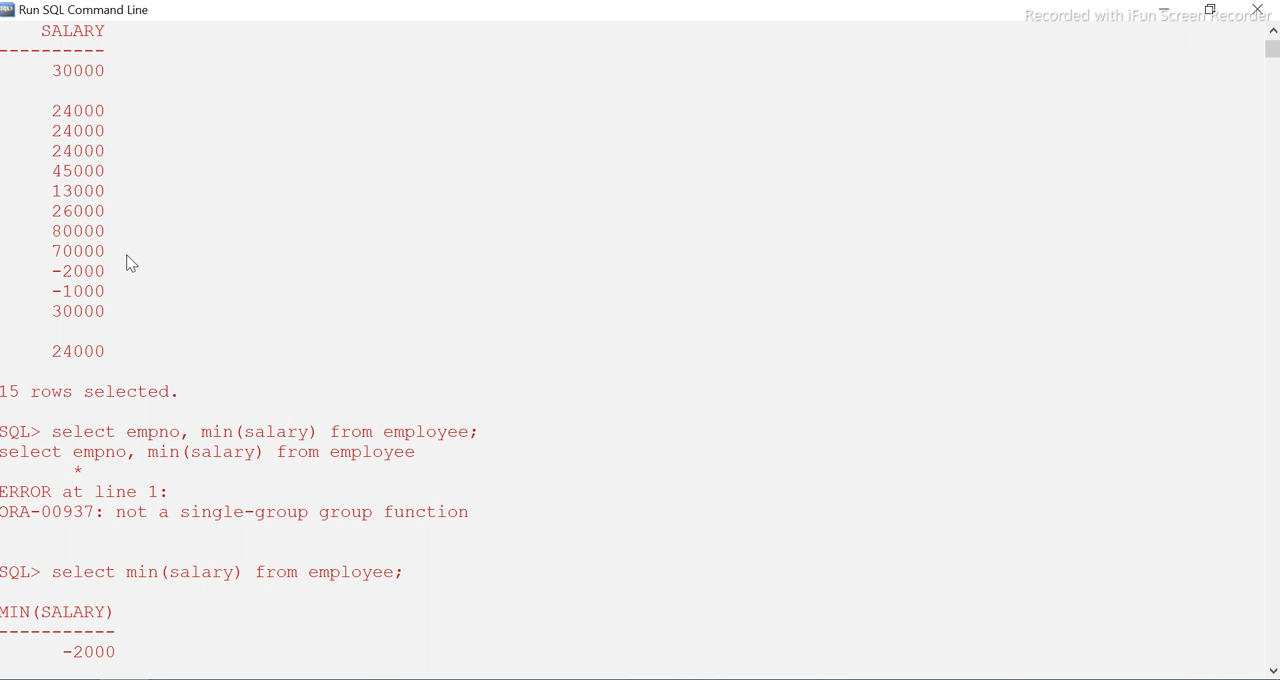 Run SQL Command Line
Recorded with iFun Screen Recorder
SALARY
----------
30000
24000
24000
24000
45000
13000
26000
80000
70000
-2000
-1000
30000
24000
15 rows selected.
SQL> select empno, min(salary) from employee;
select empno, min(salary) from employee
*
ERROR at line 1:
ORA-00937: not a single-group group function
SQL> select min(salary) from employee;
MIN(SALARY)
-----------
-2000